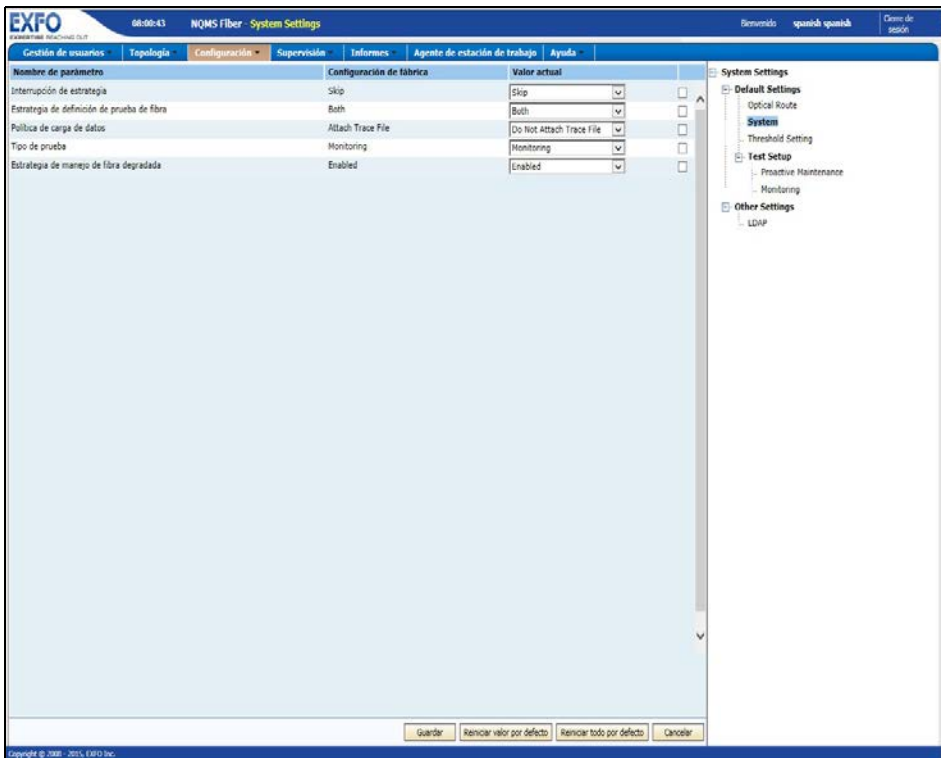 EXFO
EXPERTISE REACHING OUT
08:00:43
NQMS Fiber - System Settings
Bienvenido spanish spanish
Cierre de sesión
Gestión de usuarios Topología Configuración Supervisión Informes Agente de estación de trabajo Ayuda
Nombre de parámetro Configuración de fábrica Valor actual
Interrupción de estrategia Skip Skip
Estrategia de definición de prueba de fibra Both Both
Política de carga de datos Attach Trace File Do Not Attach Trace File
Tipo de prueba Monitoring Monitoring
Estrategia de manejo de fibra degradada Enabled Enabled
System Settings
Default Settings
Optical Route
System
Threshold Setting
Test Setup
Proactive Maintenance
Monitoring
Other Settings
LDAP
Guardar Reiniciar valor por defecto Reiniciar todo por defecto Cancelar
Copyright © 2008 - 2015, EXFO Inc.